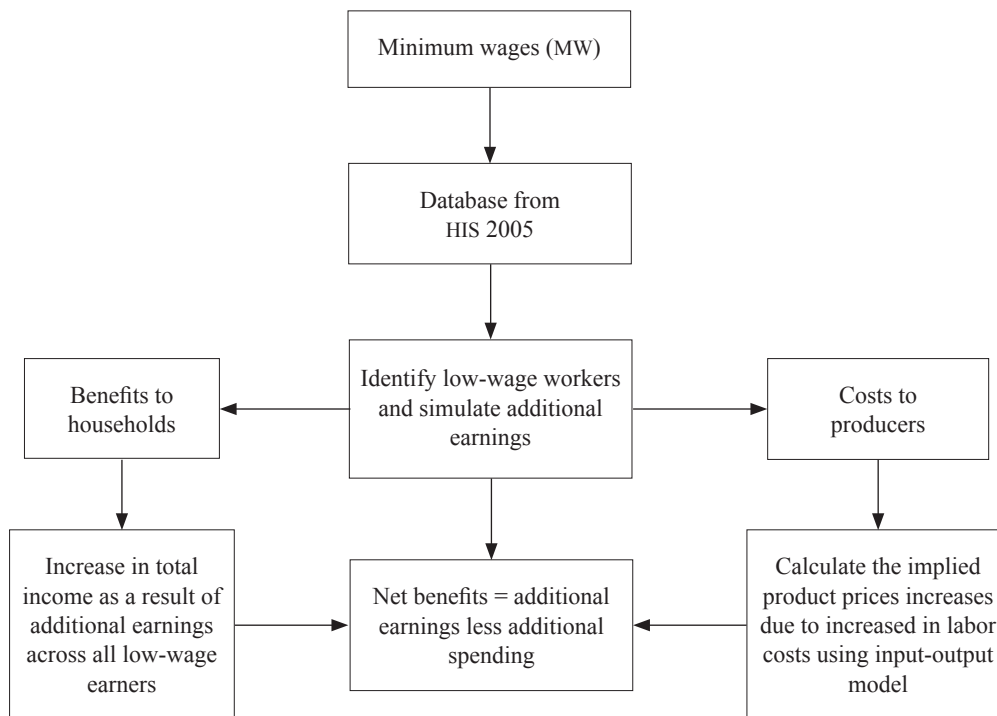 Minimum wages (MW)
Database from
HIS 2005
Identify low-wage workers
and simulate additional
earnings
Benefits to
households
Costs to
producers
Increase in total
income as a result of
additional earnings
across all low-wage
earners
Net benefits = additional
earnings less additional
spending
Calculate the implied
product prices increases
due to increased in labor
costs using input-output
model